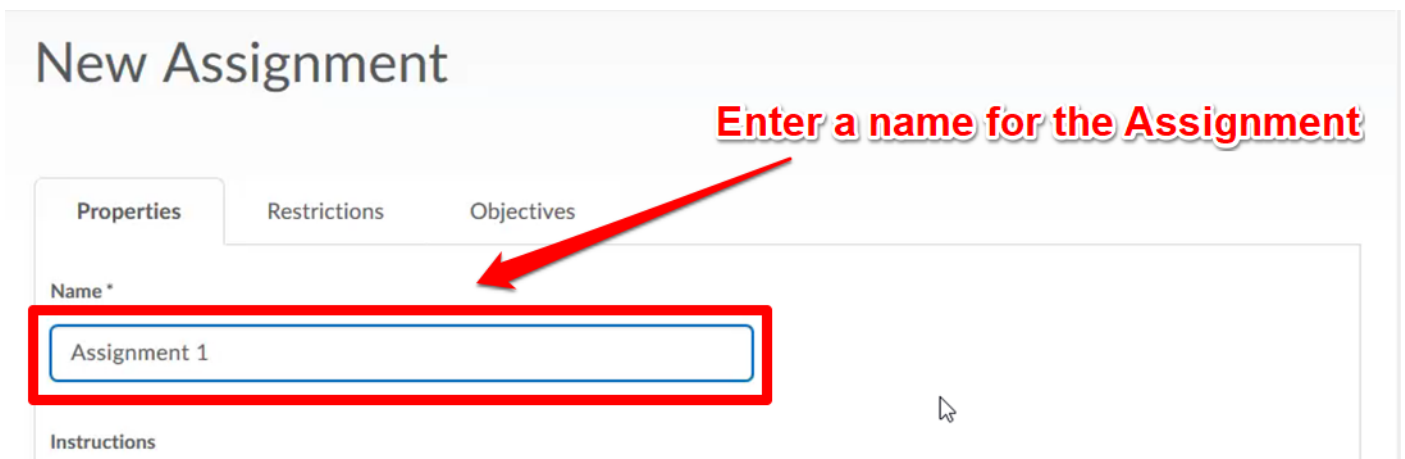 New Assignment
Enter a name for the Assignment
Properties Restrictions Objectives
Name *
Assignment 1
Instructions